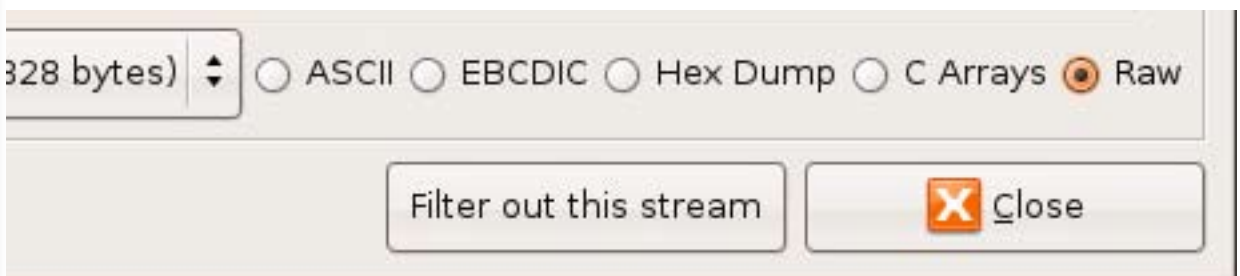 328 bytes) ASCII EBCDIC Hex Dump C Arrays Raw
Filter out this stream Close